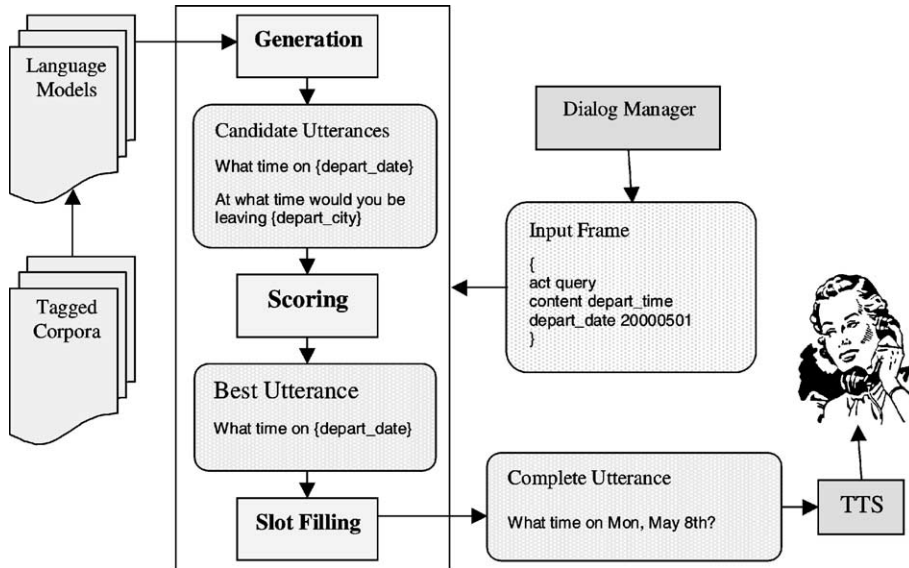 Language
Models
Tagged
Corpora
Generation
Candidate Utterances
What time on {depart_date}
At what time would you be
leaving {depart_city}
Scoring
Best Utterance
What time on {depart_date}
Slot Filling
Dialog Manager
Input Frame
{
act query
content depart_time
depart_date 20000501
}
Complete Utterance
What time on Mon, May 8th?
TTS